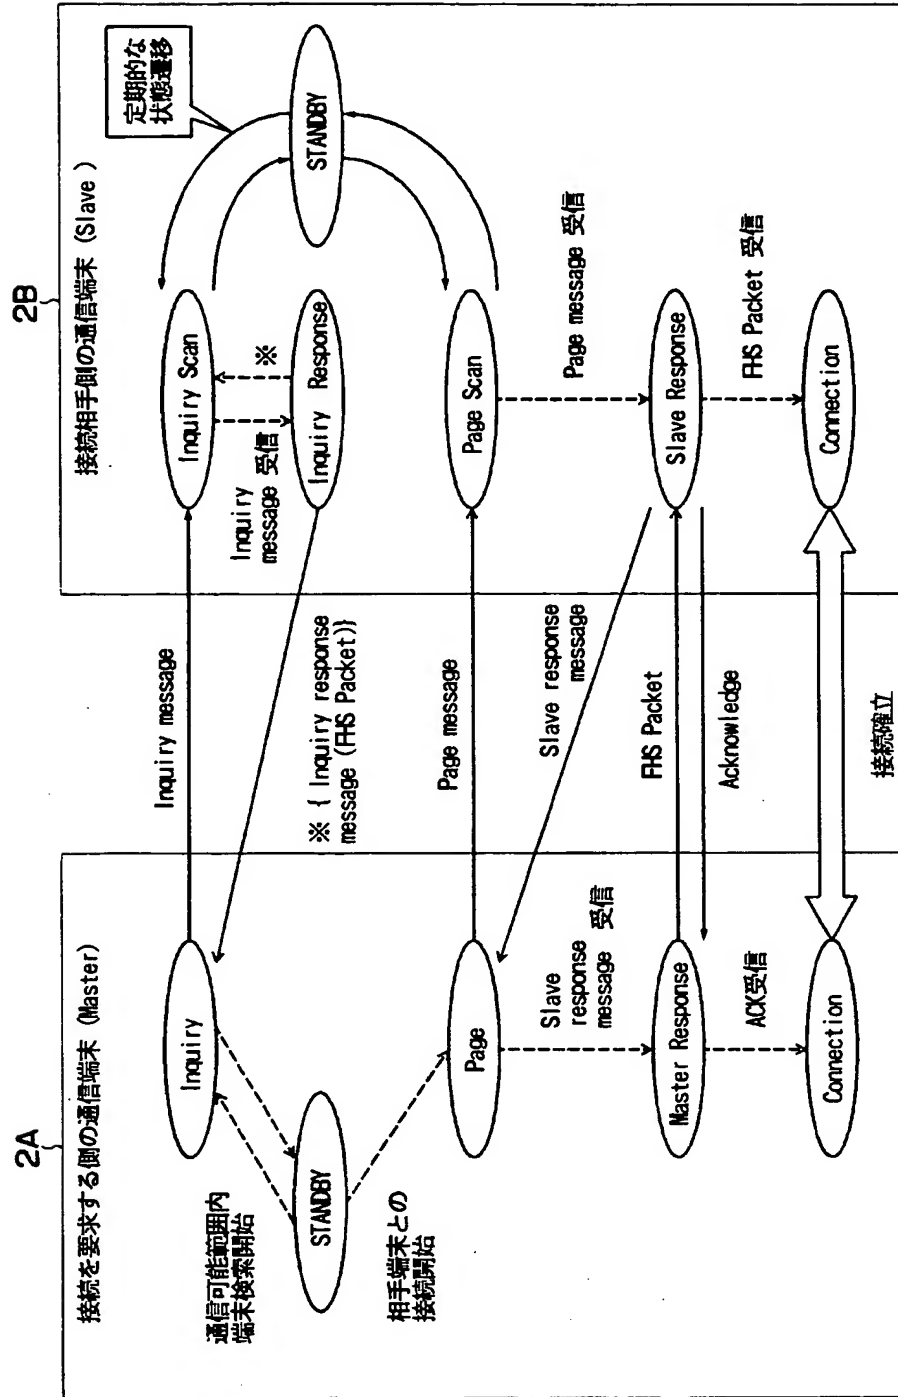 2A
2B
接続を要求する側の通信端末 (Master)
接続相手側の通信端末 (Slave)
定期的な
状態遷移
Inquiry
Inquiry message
Inquiry Scan
通信可能範囲内
端末検索開始
STANDBY
STANDBY
Inquiry
message 受信
※
Inquiry Response
※ { Inquiry response
message (FHS Packet)}
相手端末との
接続開始
Page
Page message
Page Scan
Slave
response
message 受信
Slave response
message
Page message 受信
Master Response
FHS Packet
Slave Response
Acknowledge
ACK受信
FHS Packet 受信
Connection
Connection
接続確立